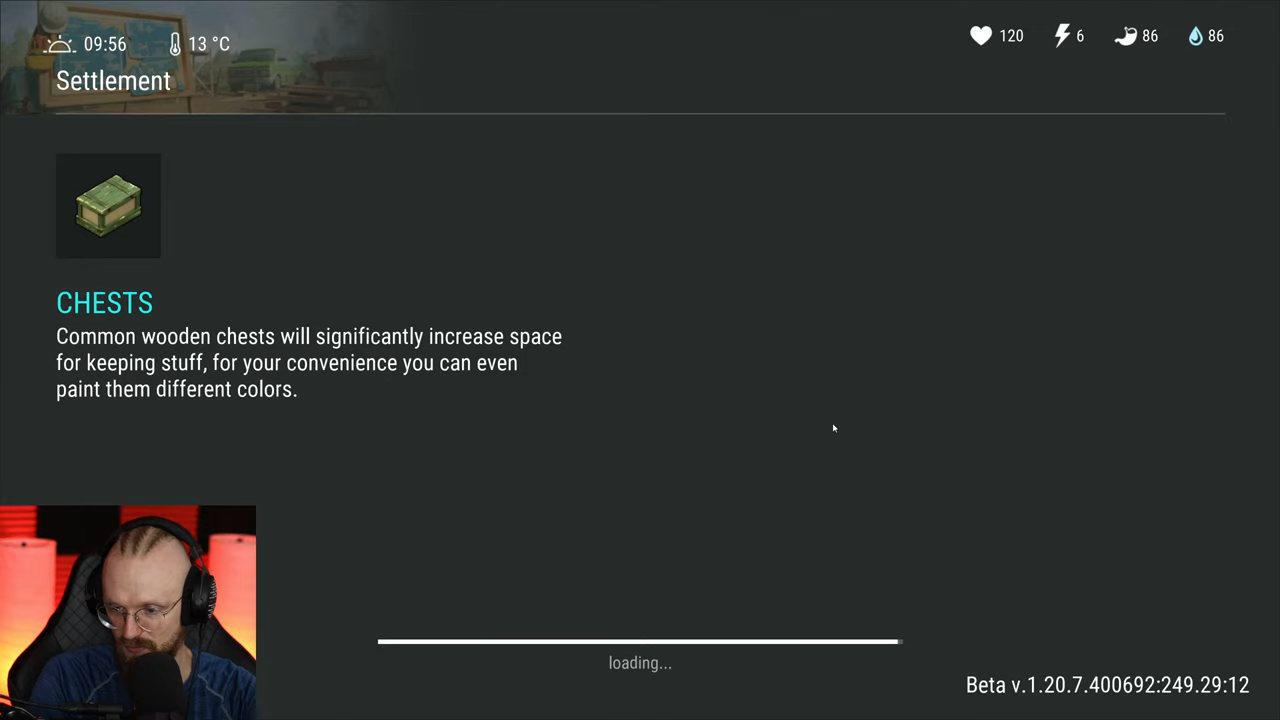 09:56 13 °C 120 6 86 86
Settlement
CHESTS
Common wooden chests will significantly increase space
for keeping stuff, for your convenience you can even
paint them different colors.
loading...
Beta v.1.20.7.400692:249.29:12